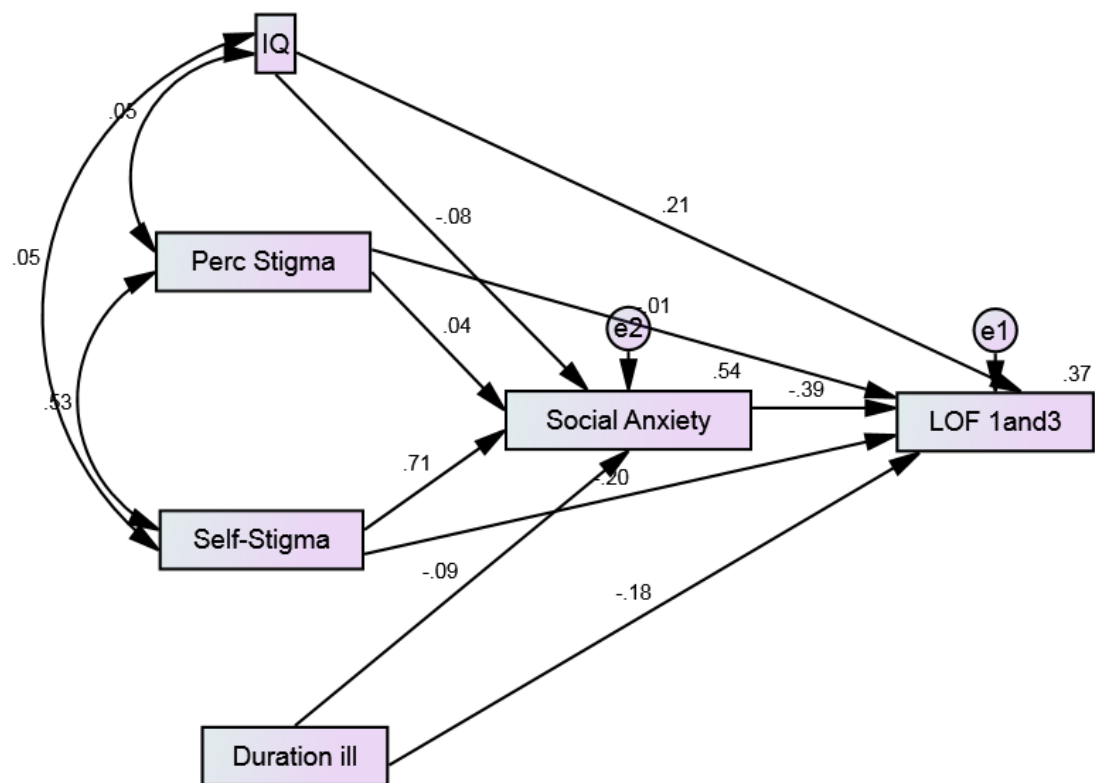 IQ
.05
-.08
.21
.05
Perc Stigma
.04
-.01
e2
e1
.53
.54
-.39
.37
Social Anxiety
LOF 1and3
.71
-.20
Self-Stigma
-.09
-.18
Duration ill